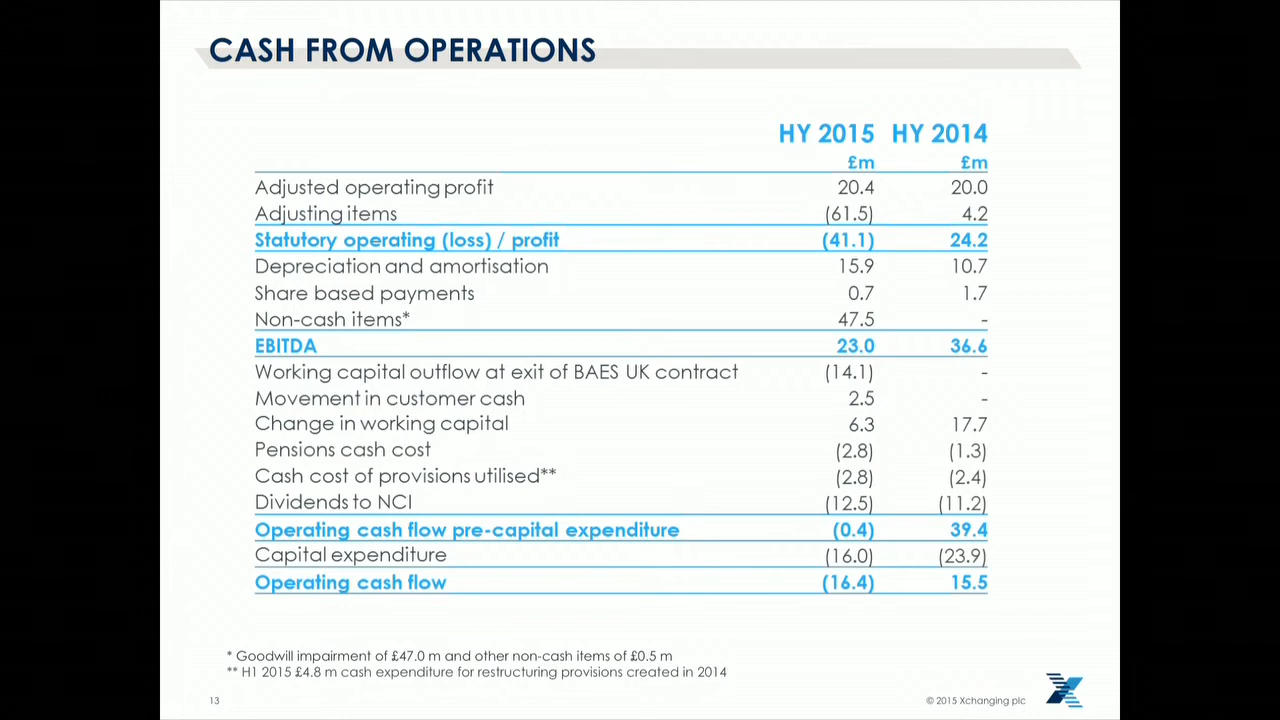 CASH FROM OPERATIONS
HY 2015 HY 2014
£m £m
Adjusted operating profit 20.4 20.0
Adjusting items (61.5) 4.2
Statutory operating (loss) / profit (41.1) 24.2
Depreciation and amortisation 15.9 10.7
Share based payments 0.7 1.7
Non-cash items* 47.5 -
EBITDA 23.0 36.6
Working capital outflow at exit of BAES UK contract (14.1) -
Movement in customer cash 2.5 -
Change in working capital 6.3 17.7
Pensions cash cost (2.8) (1.3)
Cash cost of provisions utilised** (2.8) (2.4)
Dividends to NCI (12.5) (11.2)
Operating cash flow pre-capital expenditure (0.4) 39.4
Capital expenditure (16.0) (23.9)
Operating cash flow (16.4) 15.5
* Goodwill impairment of £47.0 m and other non-cash items of £0.5 m
** H1 2015 £4.8 m cash expenditure for restructuring provisions created in 2014
13 © 2015 Xchanging plc